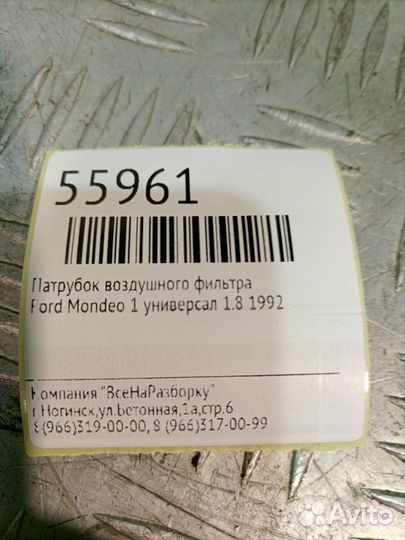 55961
Патрубок воздушного фильтра
Ford Mondeo 1 универсал 1.8 1992
Компания "ВсеНаРазборку"
г.Ногинск,ул.Бетонная,1а,стр.6
8(966)319-00-00, 8 (966)317-00-99
Avito